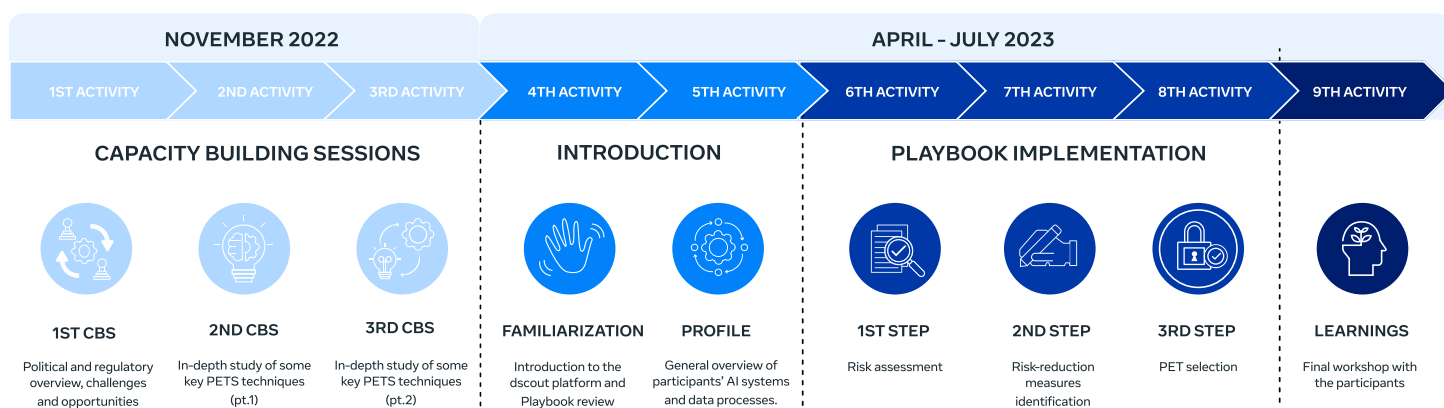 NOVEMBER 2022
APRIL - JULY 2023
1ST ACTIVITY
2ND ACTIVITY
3RD ACTIVITY
4TH ACTIVITY
5TH ACTIVITY
6TH ACTIVITY
7TH ACTIVITY
8TH ACTIVITY
9TH ACTIVITY
CAPACITY BUILDING SESSIONS
INTRODUCTION
PLAYBOOK IMPLEMENTATION
1ST CBS
Political and regulatory
overview, challenges
and opportunities
2ND CBS
In-depth study of some
key PETS techniques
(pt.1)
3RD CBS
In-depth study of some
key PETS techniques
(pt.2)
FAMILIARIZATION
Introduction to the
dscout platform and
Playbook review
PROFILE
General overview of
participants' AI systems
and data processes.
1ST STEP
Risk assessment
2ND STEP
Risk-reduction
measures
identification
3RD STEP
PET selection
LEARNINGS
Final workshop with
the participants